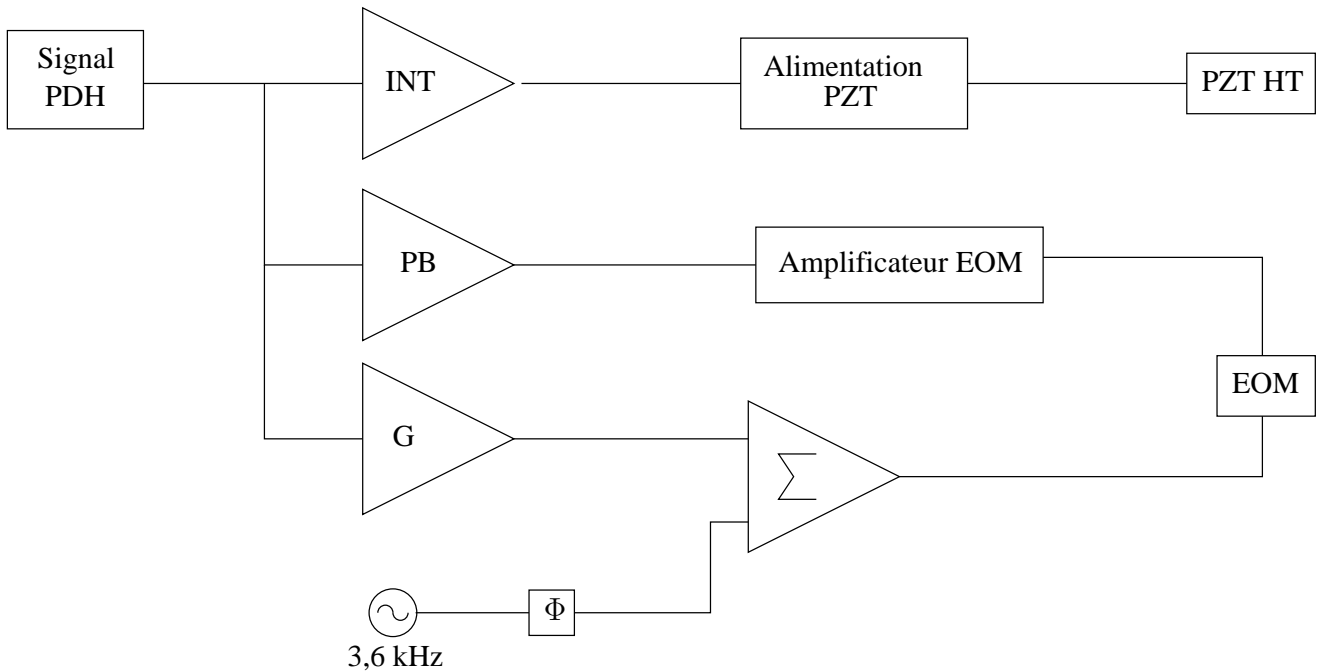 Signal
PDH
INT
Alimentation
PZT
PZT HT
PB
Amplificateur EOM
EOM
G
Σ
Φ
3,6 kHz